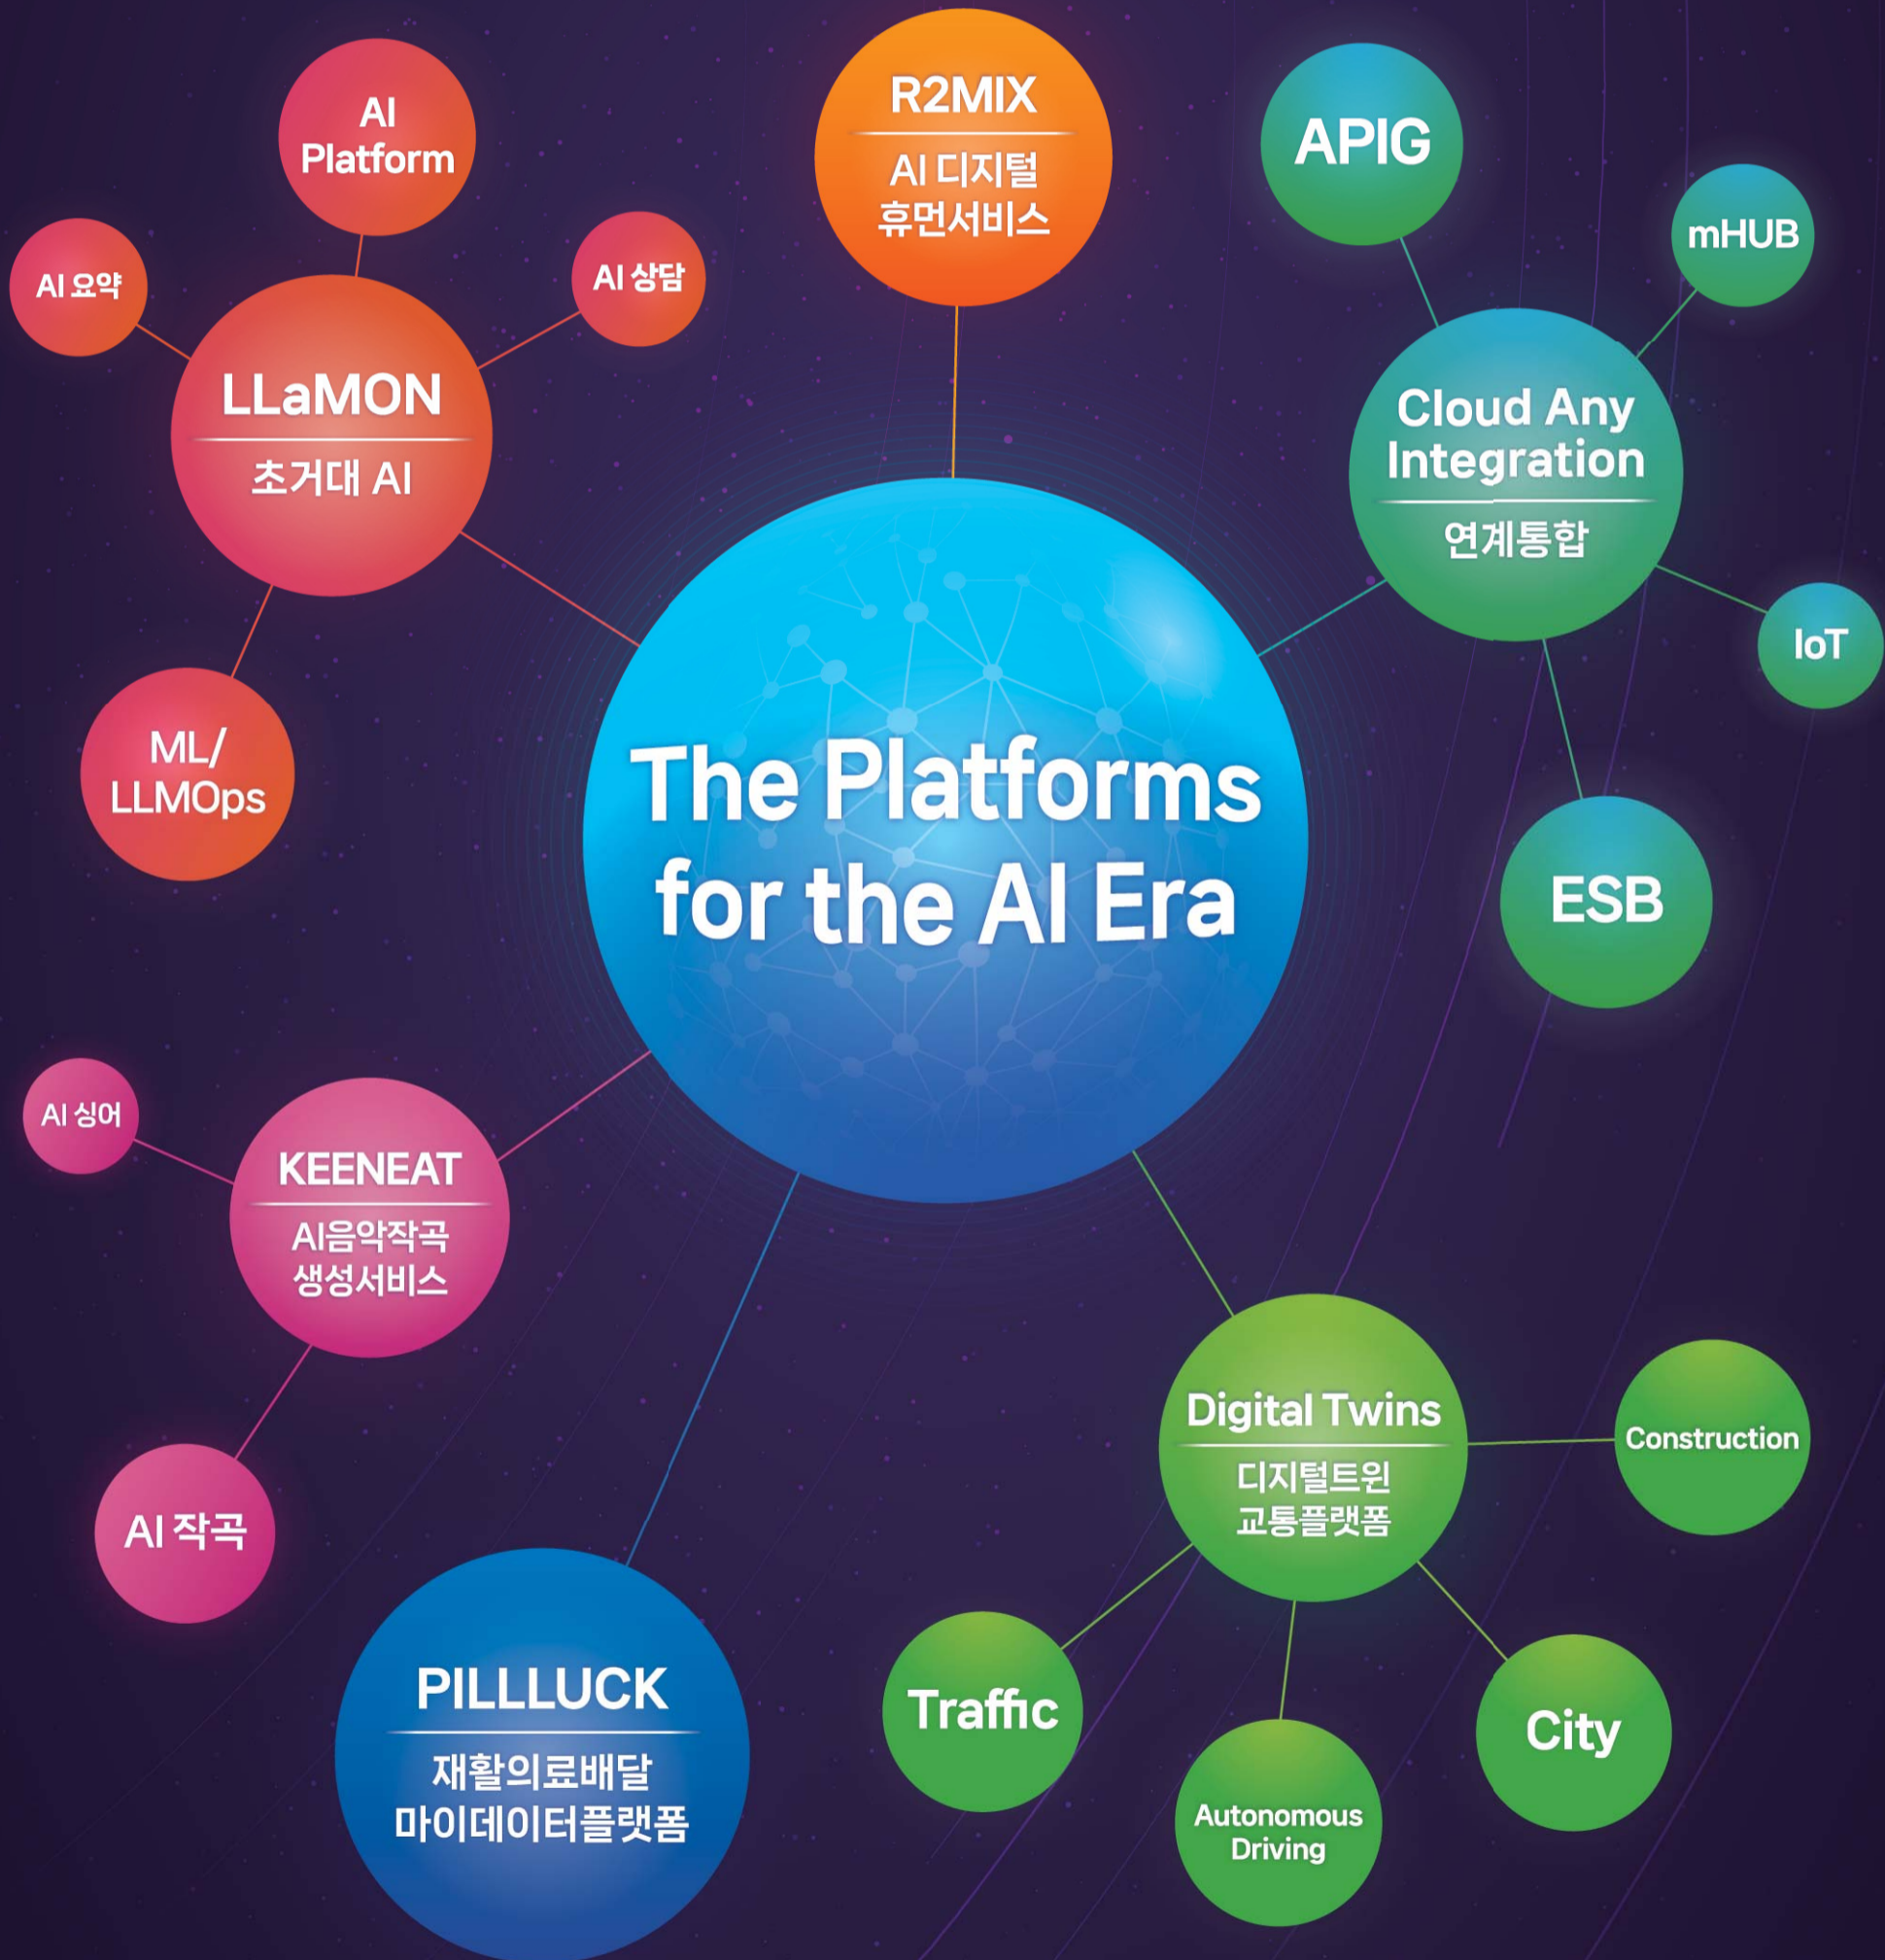 R2MIX
AI 디지털
휴먼서비스
AI
Platform
AI 요약
AI 상담
LLaMON
초거대 AI
ML/
LLMOps
APIG
mHUB
Cloud Any
Integration
연계통합
IoT
ESB
The Platforms
for the AI Era
AI 싱어
KEENEAT
AI음악작곡
생성서비스
AI 작곡
PILLLUCK
재활의료배달
마이데이터플랫폼
Digital Twins
디지털트윈
교통플랫폼
Construction
Traffic
Autonomous
Driving
City